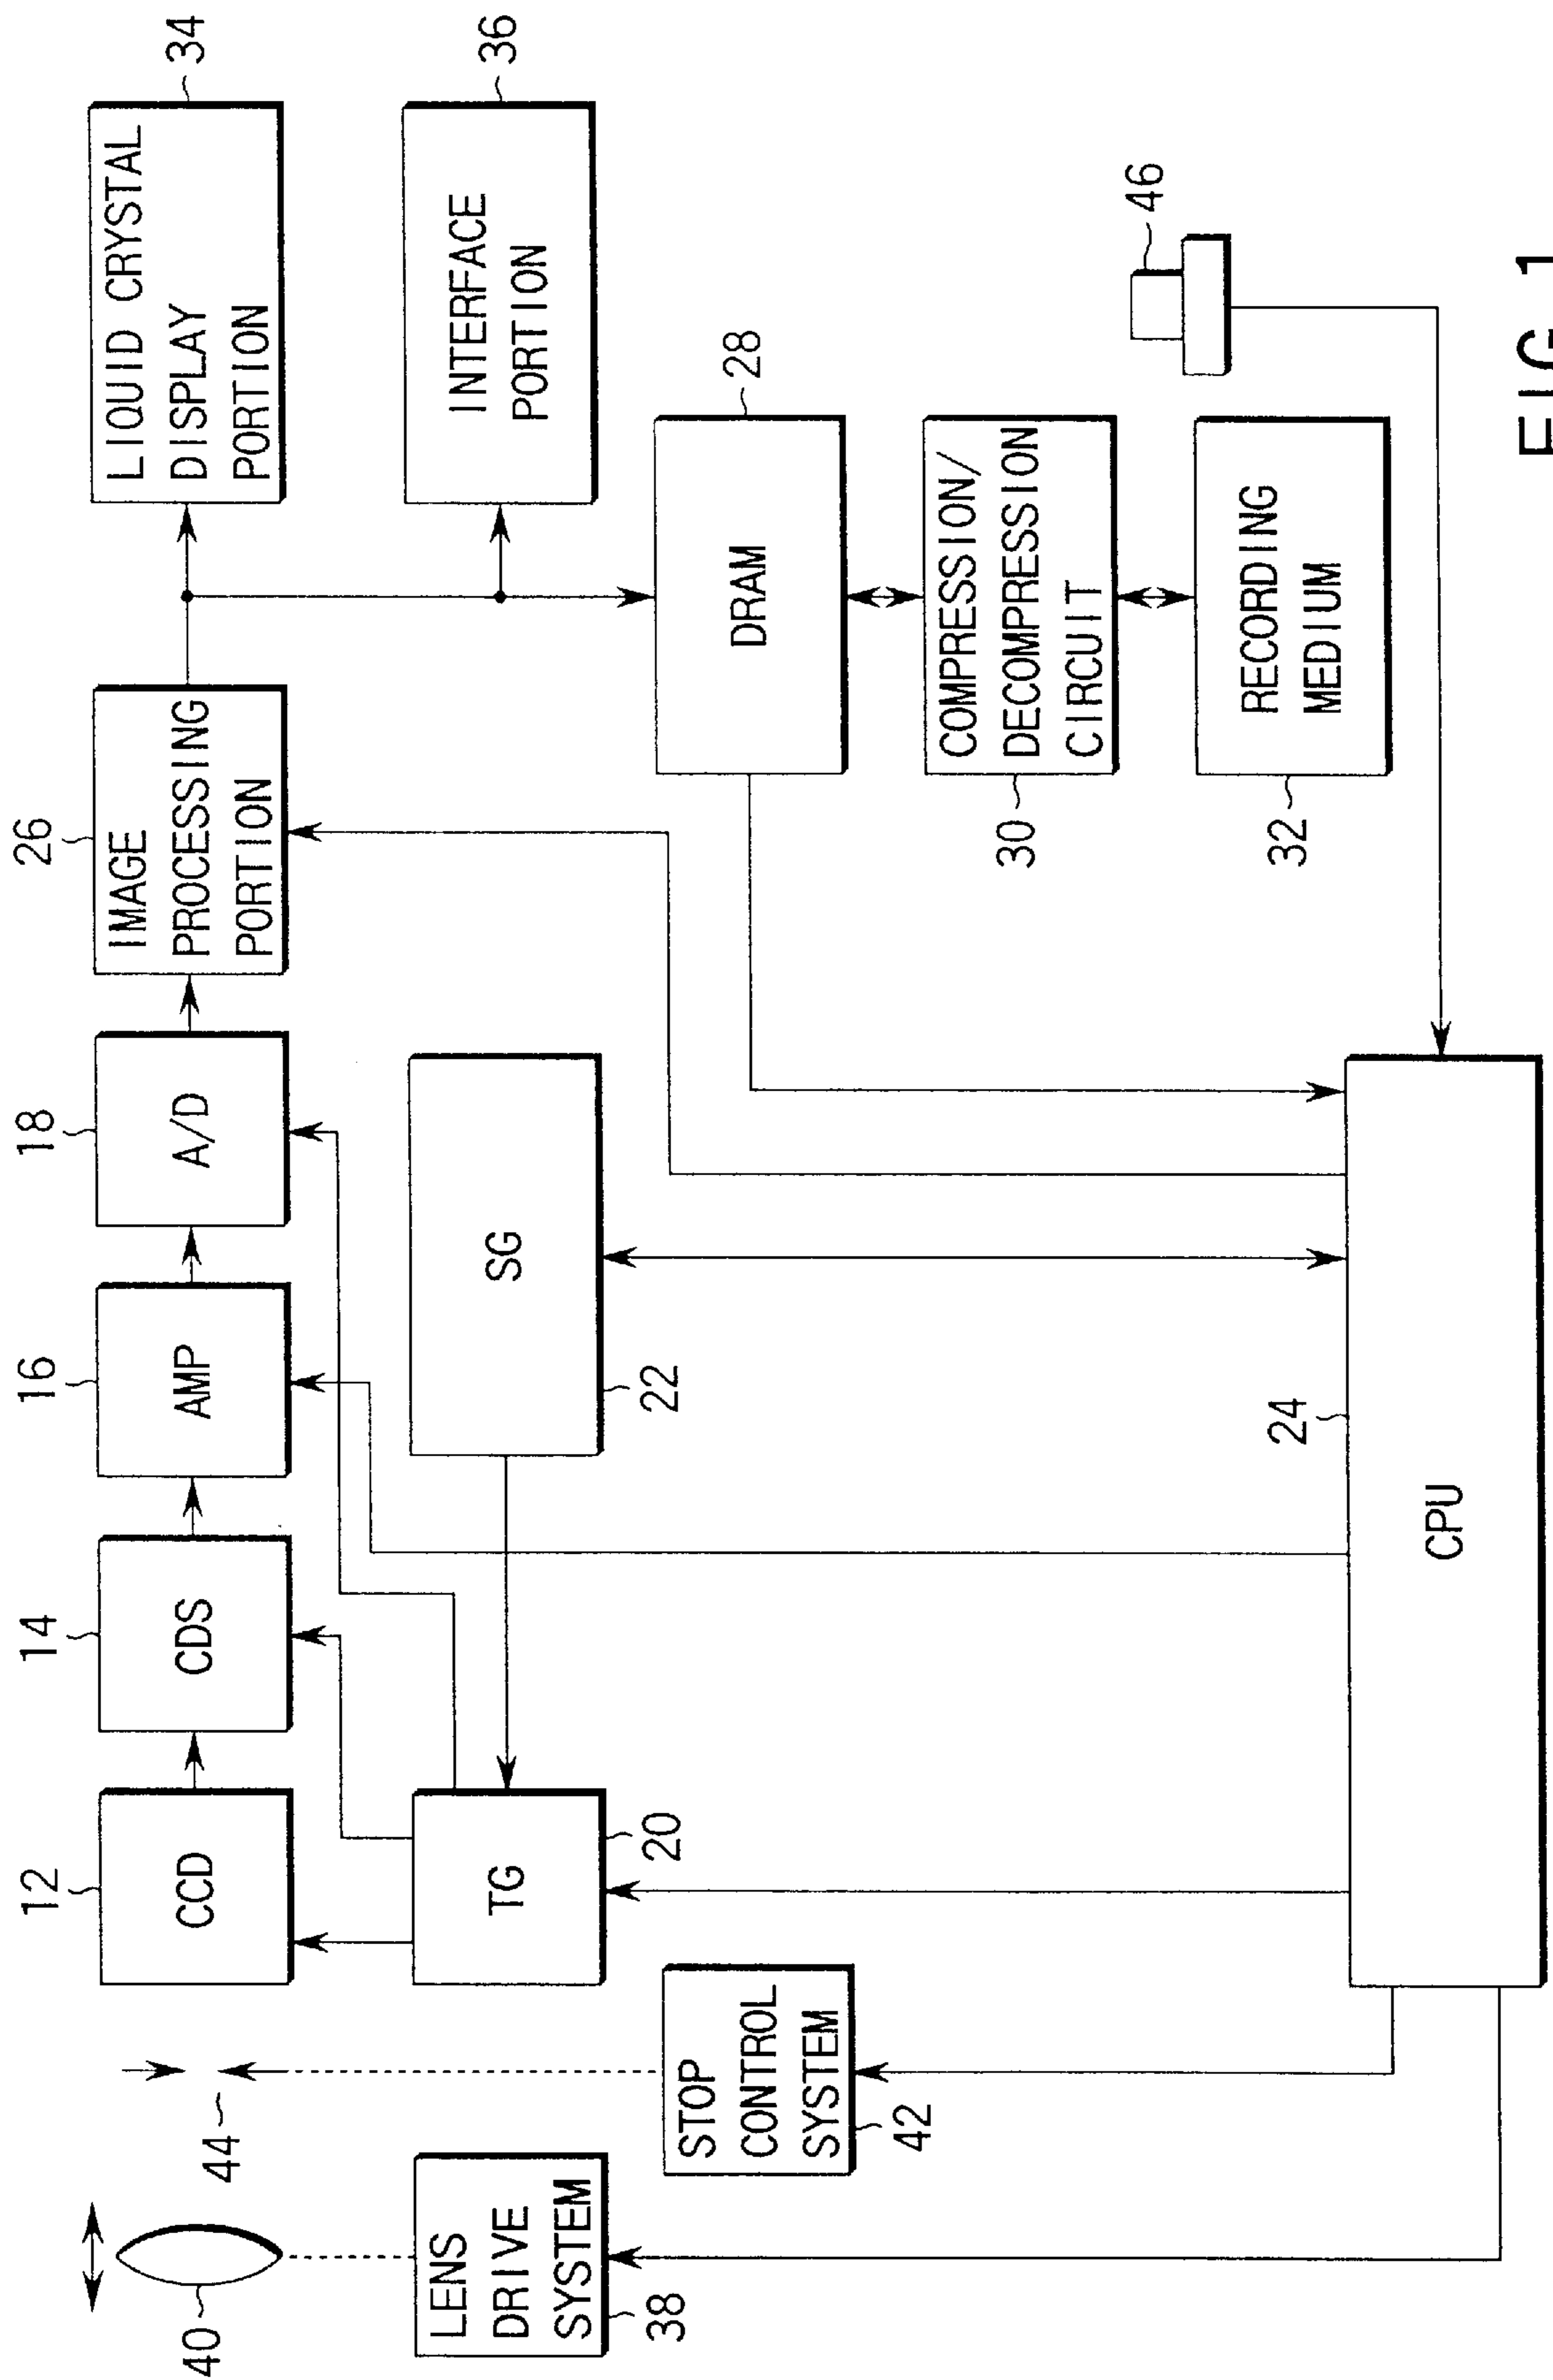 40
44
12
CCD
14
CDS
16
AMP
18
A/D
26
IMAGE
PROCESSING
PORTION
LIQUID CRYSTAL
DISPLAY
PORTION
34
INTERFACE
PORTION
36
LENS
DRIVE
SYSTEM
38
STOP
CONTROL
SYSTEM
42
TG
20
SG
22
DRAM
28
COMPRESSION/
DECOMPRESSION
CIRCUIT
30
RECORDING
MEDIUM
32
46
24
CPU
FIG. 1